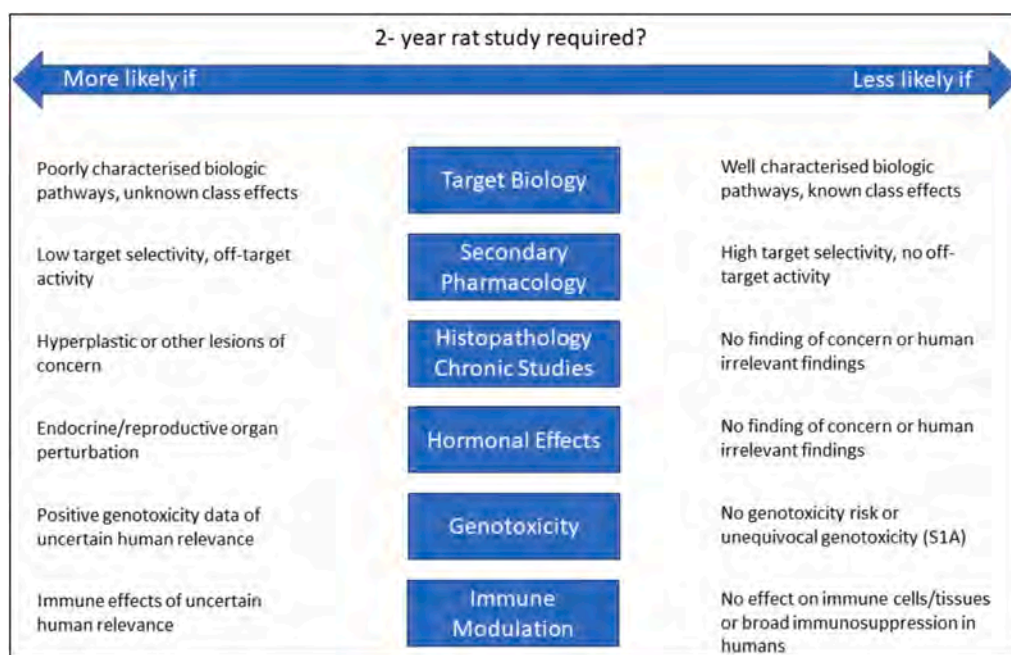 2- year rat study required?
More likely if
Less likely if
Poorly characterised biologic
pathways, unknown class effects
Target Biology
Well characterised biologic
pathways, known class effects
Low target selectivity, off-target
activity
Secondary
Pharmacology
High target selectivity, no off-
target activity
Hyperplastic or other lesions of
concern
Histopathology
Chronic Studies
No finding of concern or human
irrelevant findings
Endocrine/reproductive organ
perturbation
Hormonal Effects
No finding of concern or human
irrelevant findings
Positive genotoxicity data of
uncertain human relevance
Genotoxicity
No genotoxicity risk or
unequivocal genotoxicity (S1A)
Immune effects of uncertain
human relevance
Immune
Modulation
No effect on immune cells/tissues
or broad immunosuppression in
humans